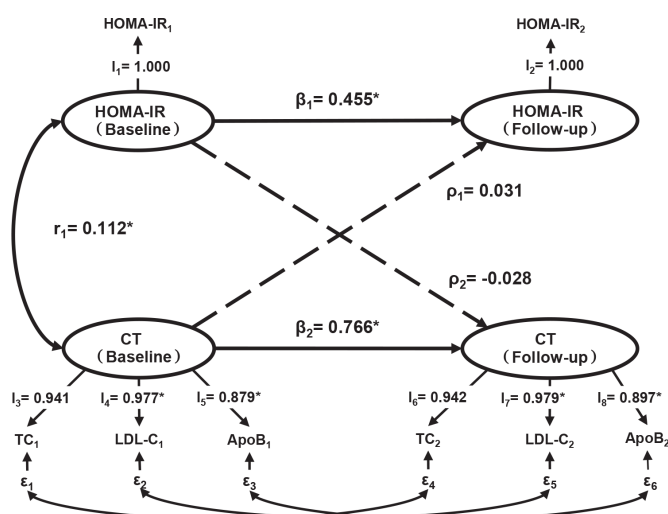 HOMA-IR₁
HOMA-IR₂
l₁= 1.000
l₂= 1.000
HOMA-IR
（Baseline）
β₁= 0.455*
HOMA-IR
（Follow-up）
ρ₁= 0.031
r₁= 0.112*
ρ₂= -0.028
CT
（Baseline）
β₂= 0.766*
CT
（Follow-up）
l₃= 0.941
l₄= 0.977*
l₅= 0.879*
l₆= 0.942
l₇= 0.979*
l₈= 0.897*
TC₁
LDL-C₁
ApoB₁
TC₂
LDL-C₂
ApoB₂
ε₁
ε₂
ε₃
ε₄
ε₅
ε₆